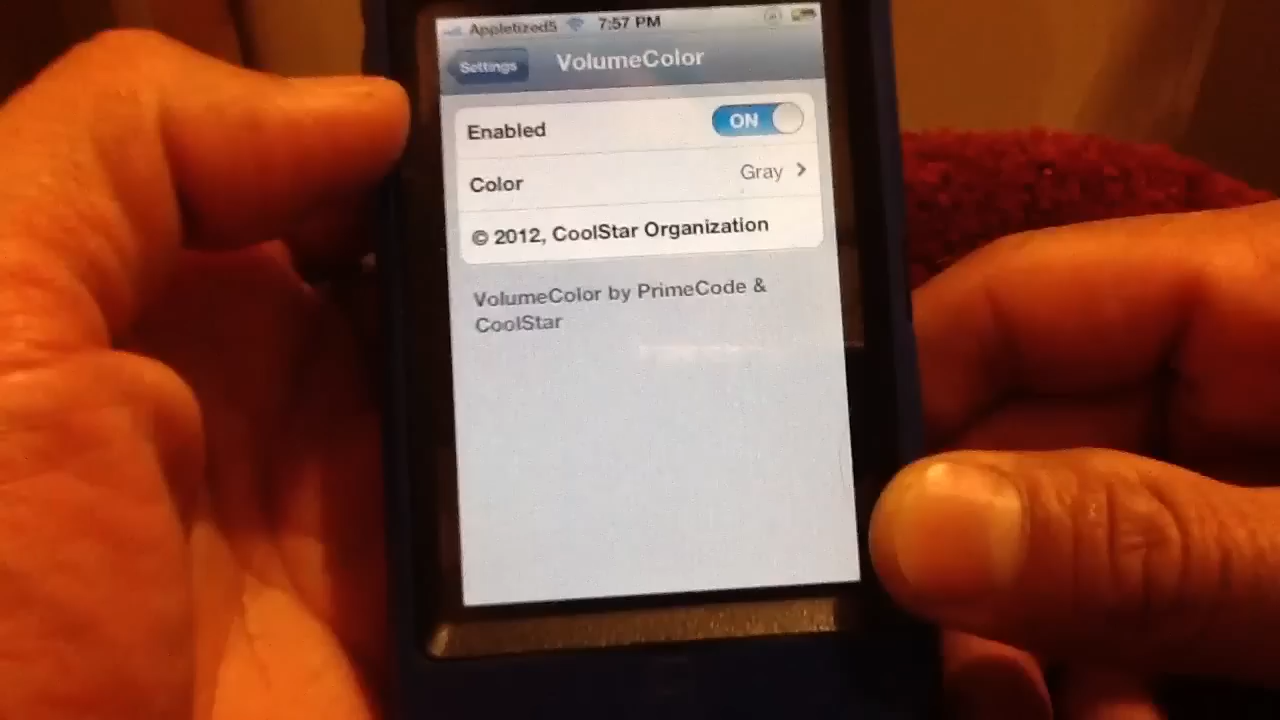 Appletized5 7:57 PM
Settings VolumeColor
Enabled ON
Color Gray
© 2012, CoolStar Organization
VolumeColor by PrimeCode &
CoolStar